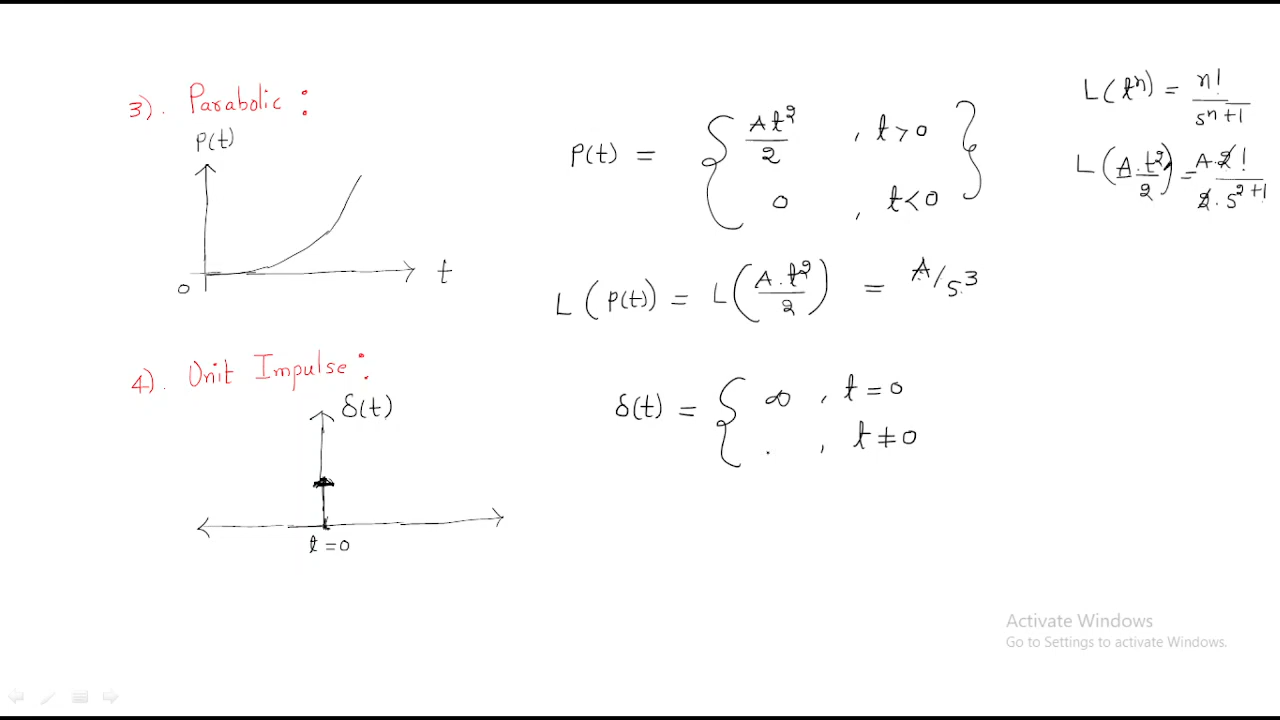 3). Parabolic :
P(t)
0
t
P(t) = { At²/2 , t>0
0 , t<0 }
L(tⁿ) = n!/sⁿ⁺¹
L(A.t²/2) = A.2!/2.s²⁺¹
L(P(t) = L(A.t²/2) = A/s³
4). Unit Impulse :
δ(t)
t=0
δ(t) = { ∞ , t=0
. , t≠0
Activate Windows
Go to Settings to activate Windows.